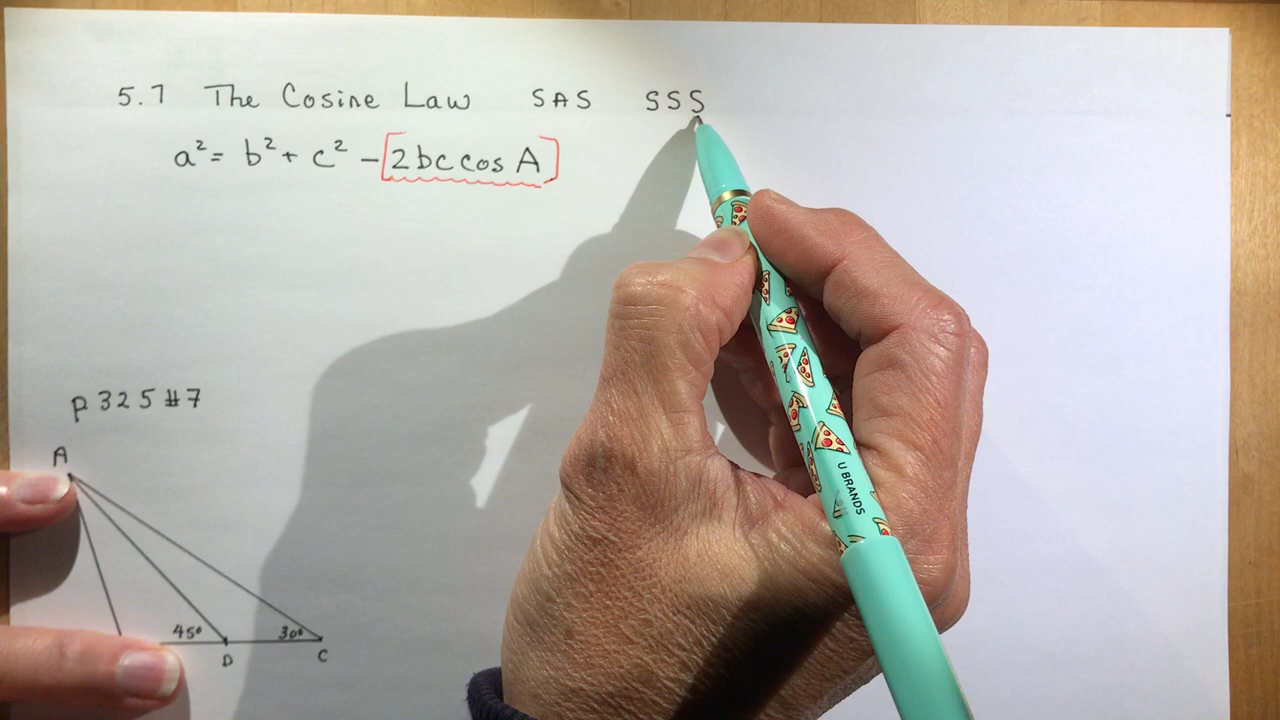 5.7 The Cosine Law SAS SSS
a² = b² + c² - [2bc cos A]
p 325 #7
A
45° 30°
D C
U BRANDS